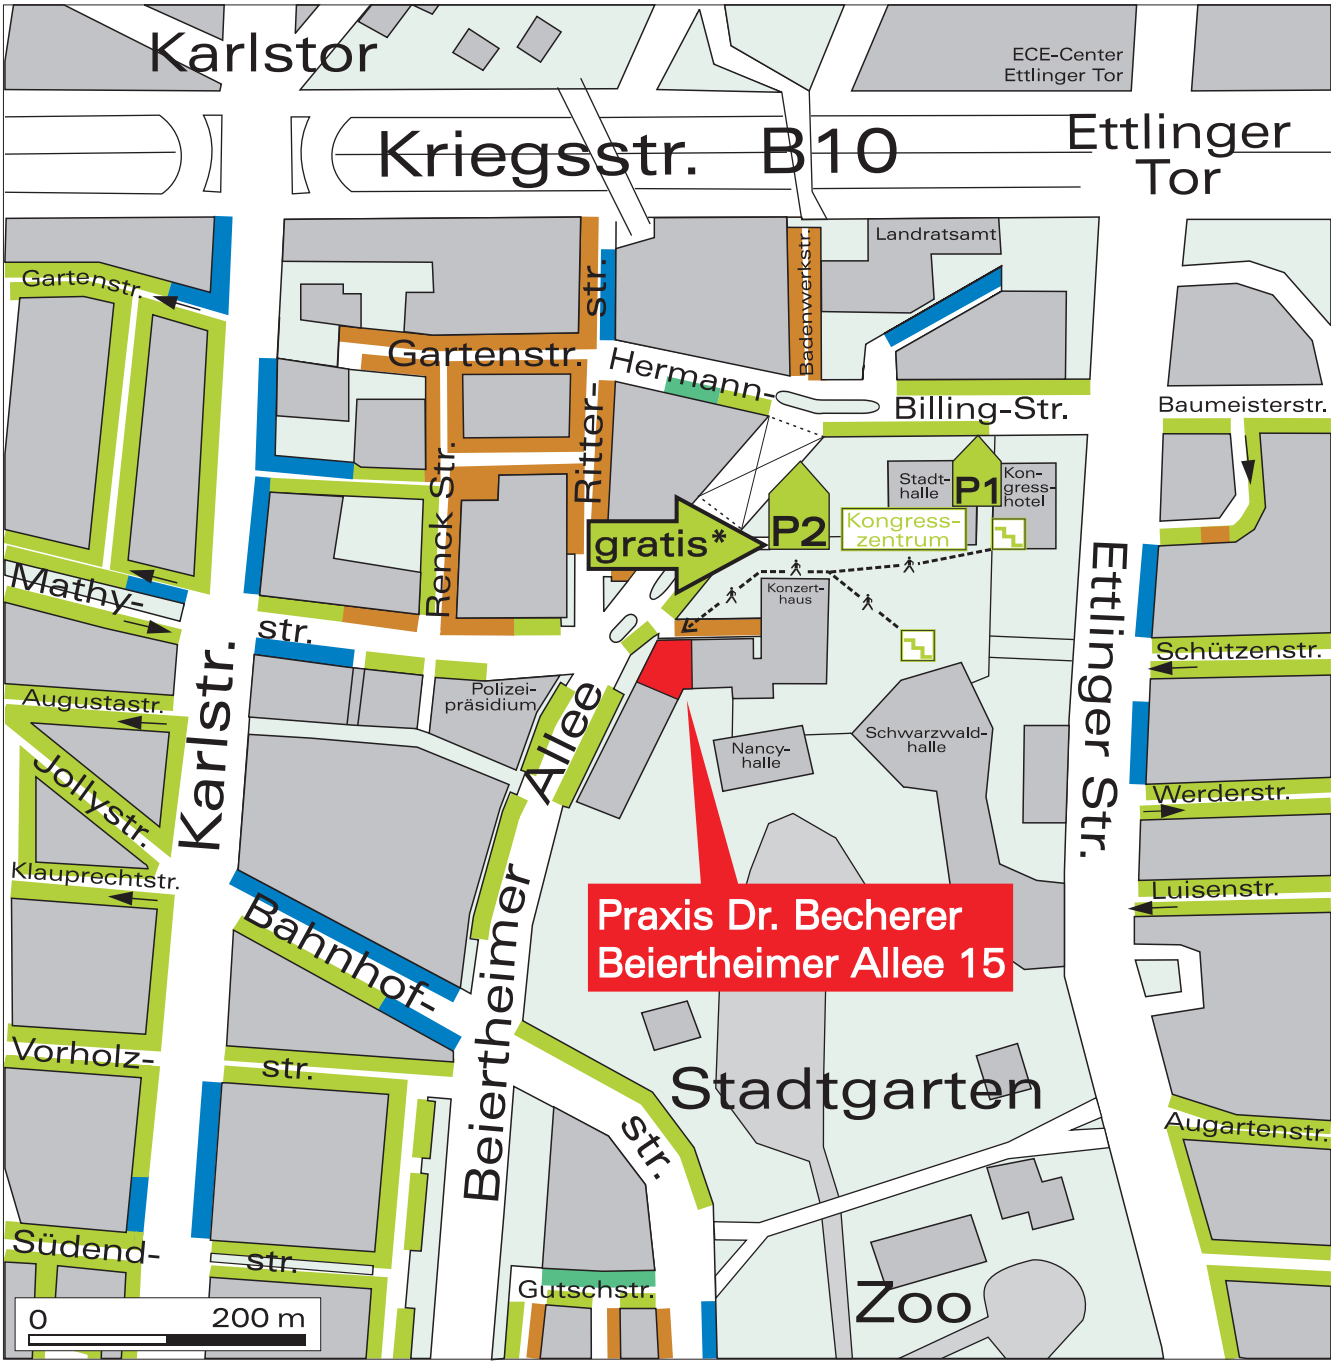 Karlstor
ECE-Center
Ettlinger Tor
Kriegsstr.
B10
Ettlinger
Tor
Landratsamt
Gartenstr.
str.
Badenwerkstr.
Gartenstr.
Hermann-
Billing-Str.
Baumeisterstr.
Ritter-
Renck Str.
Stadt-
halle
P1
Kon-
gress-
hotel
P2
Kongress-
zentrum
gratis*
Mathy-
str.
Konzert-
haus
Ettlinger Str.
Schützenstr.
Karlstr.
Augustastr.
Polizei-
präsidium
Allee
Nancy-
halle
Schwarzwald-
halle
Jollystr.
Werderstr.
Klauprechtstr.
Luisenstr.
Bahnhof-
Beiertheimer
Praxis Dr. Becherer
Beiertheimer Allee 15
Vorholz-
str.
Stadtgarten
str.
Augartenstr.
Südend-
str.
Gutschstr.
Zoo
0
200 m